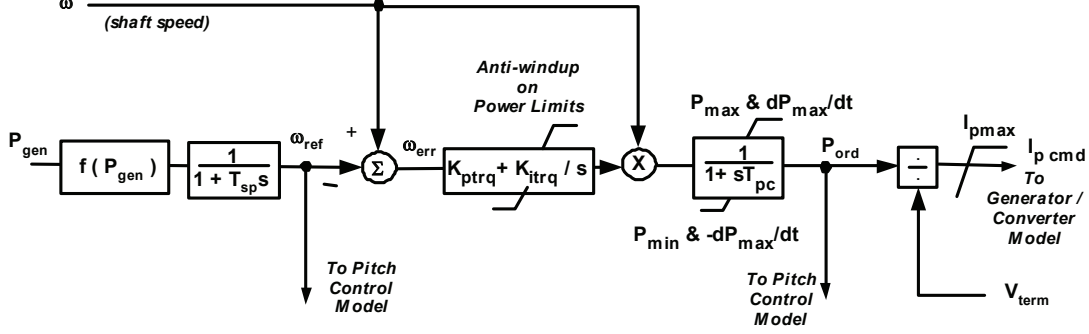 ω
(shaft speed)
Anti-windup
on
Power Limits
P_max & dP_max/dt
P_gen
f ( P_gen )
1
1 + T_sp s
ω_ref
+
−
Σ
ω_err
K_ptrq + K_itrq / s
X
1
1+ sT_pc
P_min & -dP_max/dt
P_ord
÷
I_pmax
I_p cmd
To
Generator /
Converter
Model
To Pitch
Control
Model
To Pitch
Control
Model
V_term